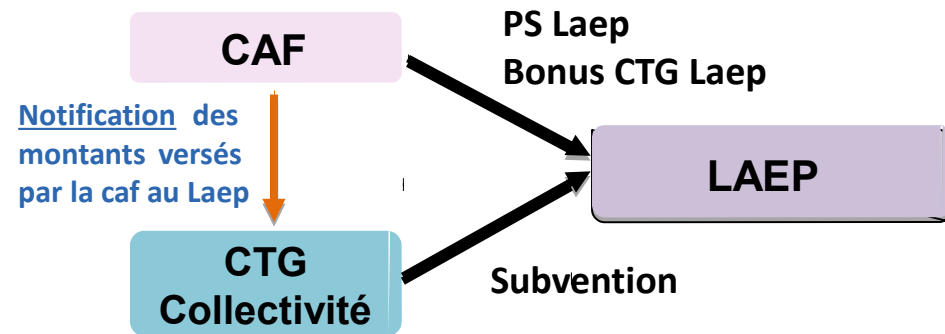 CAF
PS Laep
Bonus CTG Laep
Notification des
montants versés
par la caf au Laep
LAEP
CTG
Collectivité
Subvention